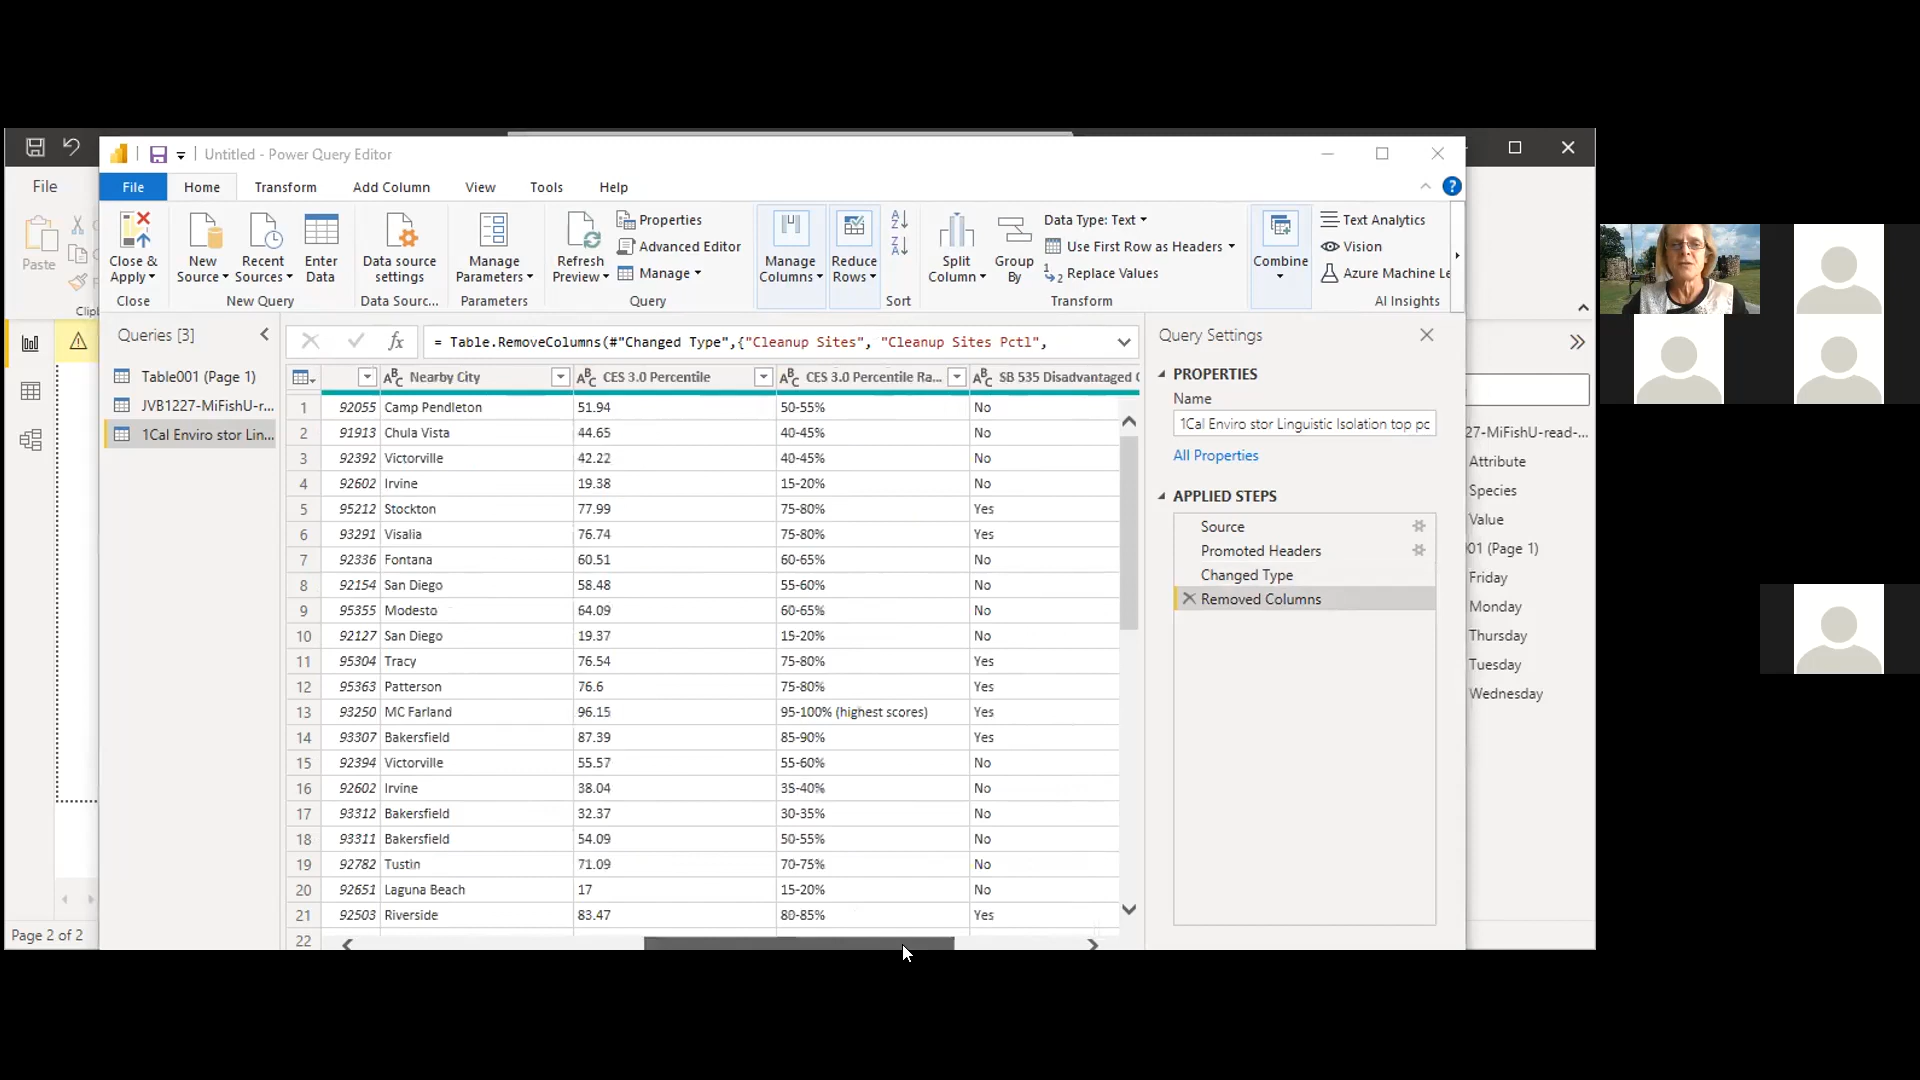 Untitled - Power Query Editor
File
File Home Transform Add Column View Tools Help
Paste
Close & Apply
New Source
Recent Sources
Enter Data
Data source settings
Manage Parameters
Refresh Preview
Properties
Advanced Editor
Manage
Manage Columns
Reduce Rows
Split Column
Group By
Data Type: Text
Use First Row as Headers
Replace Values
Combine
Text Analytics
Vision
Azure Machine Le
Close
New Query
Data Sourc...
Parameters
Query
Sort
Transform
AI Insights
Clipl
Queries [3]
Table001 (Page 1)
JVB1227-MiFishU-r...
1Cal Enviro stor Lin...
fx
= Table.RemoveColumns(#"Changed Type",{"Cleanup Sites", "Cleanup Sites Pctl",
Nearby City
CES 3.0 Percentile
CES 3.0 Percentile Ra...
SB 535 Disadvantaged C
1 92055 Camp Pendleton 51.94 50-55% No
2 91913 Chula Vista 44.65 40-45% No
3 92392 Victorville 42.22 40-45% No
4 92602 Irvine 19.38 15-20% No
5 95212 Stockton 77.99 75-80% Yes
6 93291 Visalia 76.74 75-80% Yes
7 92336 Fontana 60.51 60-65% No
8 92154 San Diego 58.48 55-60% No
9 95355 Modesto 64.09 60-65% No
10 92127 San Diego 19.37 15-20% No
11 95304 Tracy 76.54 75-80% Yes
12 95363 Patterson 76.6 75-80% Yes
13 93250 MC Farland 96.15 95-100% (highest scores) Yes
14 93307 Bakersfield 87.39 85-90% Yes
15 92394 Victorville 55.57 55-60% No
16 92602 Irvine 38.04 35-40% No
17 93312 Bakersfield 32.37 30-35% No
18 93311 Bakersfield 54.09 50-55% No
19 92782 Tustin 71.09 70-75% No
20 92651 Laguna Beach 17 15-20% No
21 92503 Riverside 83.47 80-85% Yes
22
Query Settings
PROPERTIES
Name
1Cal Enviro stor Linguistic Isolation top pc
All Properties
APPLIED STEPS
Source
Promoted Headers
Changed Type
Removed Columns
27-MiFishU-read-...
Attribute
Species
Value
01 (Page 1)
Friday
Monday
Thursday
Tuesday
Wednesday
Page 2 of 2